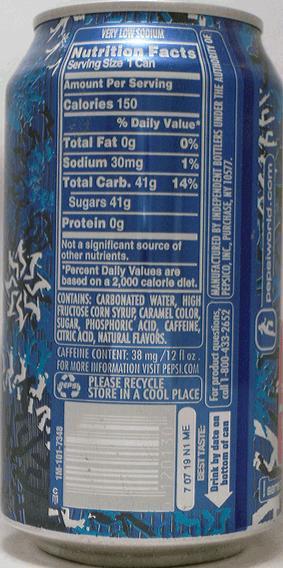 VERY LOW SODIUM
Nutrition Facts
Serving Size 1 Can
Amount Per Serving
Calories 150
% Daily Value*
Total Fat 0g 0%
Sodium 30mg 1%
Total Carb. 41g 14%
Sugars 41g
Protein 0g
Not a significant source of
other nutrients.
*Percent Daily Values are
based on a 2,000 calorie diet.
CONTAINS: CARBONATED WATER, HIGH
FRUCTOSE CORN SYRUP, CARAMEL COLOR,
SUGAR, PHOSPHORIC ACID, CAFFEINE,
CITRIC ACID, NATURAL FLAVORS.
CAFFEINE CONTENT: 38 mg /12 fl oz.
FOR MORE INFORMATION VISIT PEPSI.COM
PLEASE RECYCLE
STORE IN A COOL PLACE
MANUFACTURED BY INDEPENDENT BOTTLERS UNDER THE AUTHORITY OF
PEPSICO, INC., PURCHASE, NY 10577.
For product questions,
call 1-800-433-2652
pepsiworld.com
7 07 19 N1 ME
BEST TASTE:
Drink by date on
bottom of can
1M-101-7348